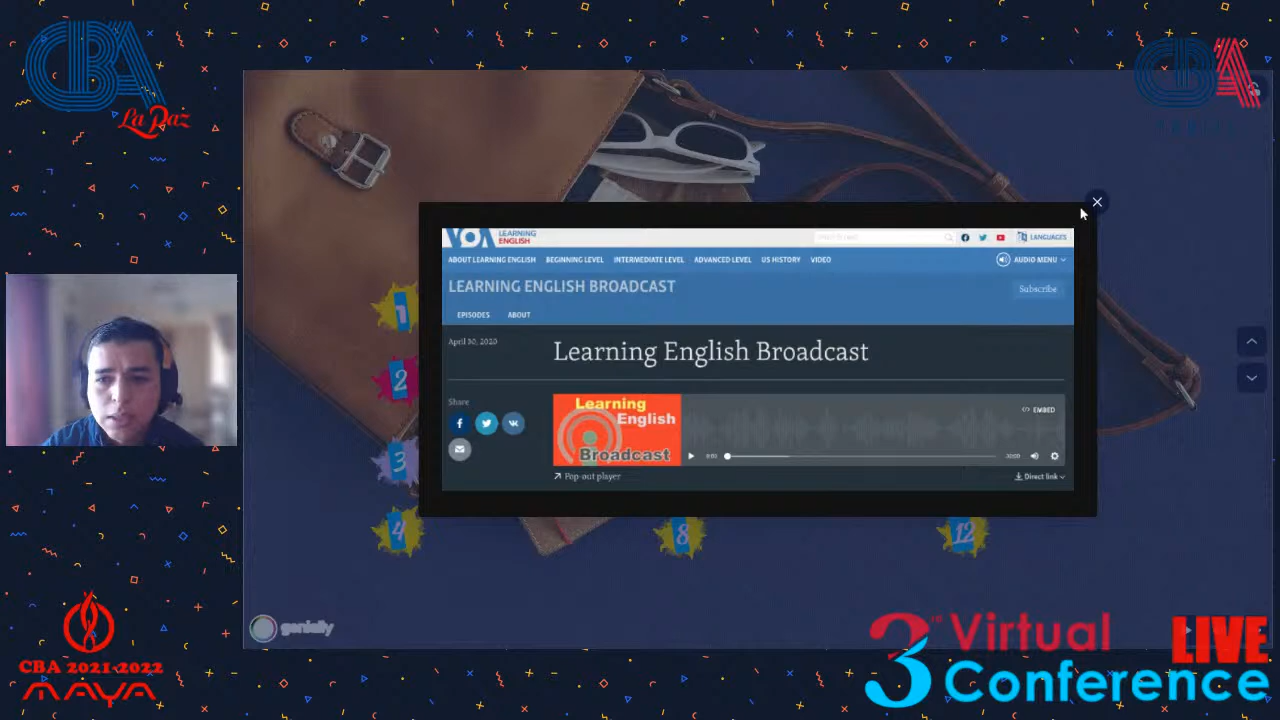 CBA
La Paz
CBA
VOA
LEARNING
ENGLISH
LANGUAGES
ABOUT LEARNING ENGLISH
BEGINNING LEVEL
INTERMEDIATE LEVEL
ADVANCED LEVEL
US HISTORY
VIDEO
AUDIO MENU
LEARNING ENGLISH BROADCAST
Subscribe
EPISODES
ABOUT
April 30, 2020
Learning English Broadcast
Share
Learning
English
Broadcast
EMBED
Pop-out player
Direct link
1
2
3
4
8
12
genially
CBA 2021-2022
MAYA
3rd Virtual
Conference
LIVE